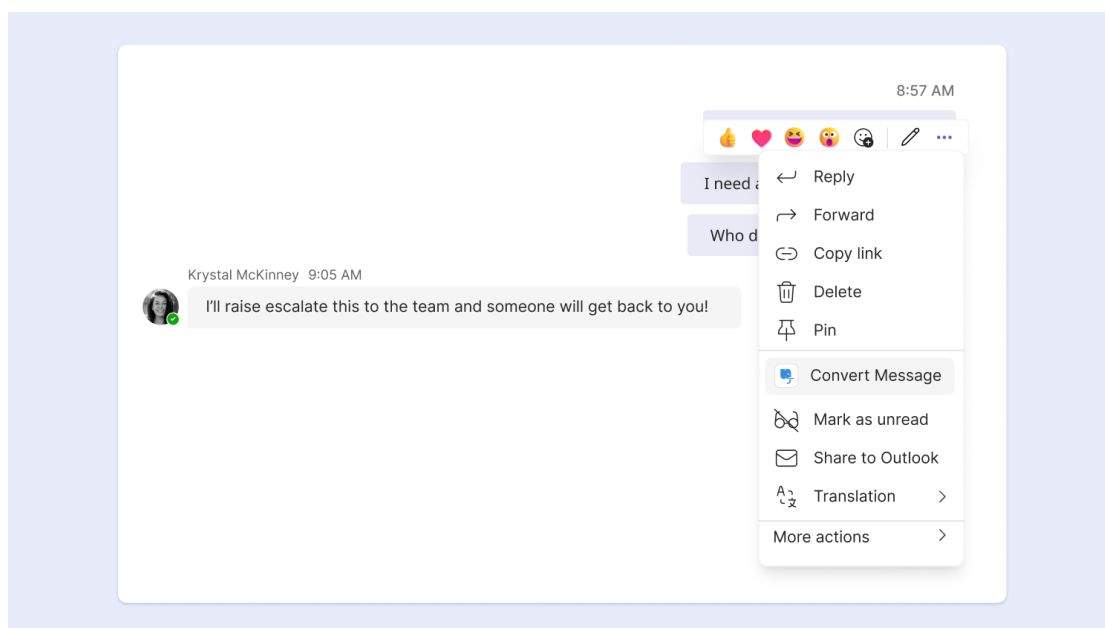 8:57 AM
I need
Who d
Krystal McKinney 9:05 AM
I'll raise escalate this to the team and someone will get back to you!
Reply
Forward
Copy link
Delete
Pin
Convert Message
Mark as unread
Share to Outlook
Translation
More actions